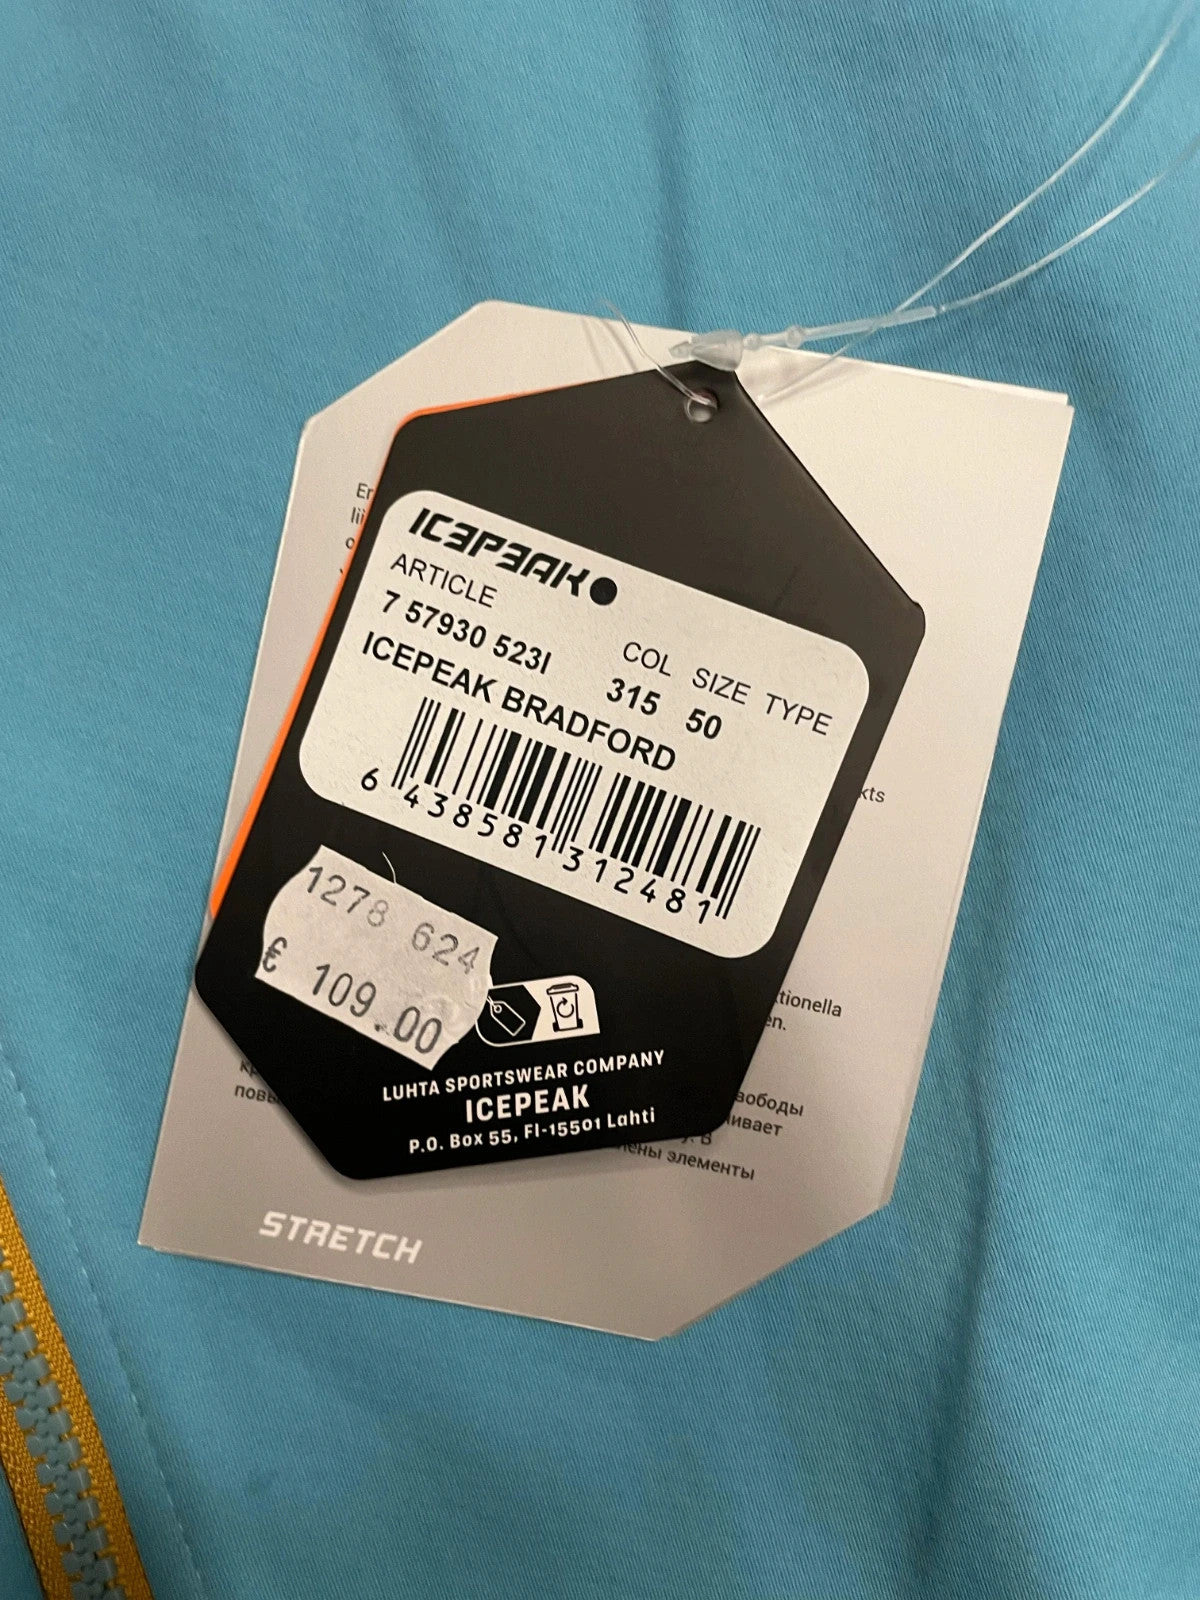 ICEPEAK
ARTICLE COL SIZE TYPE
7 57930 523I 315 50
ICEPEAK BRADFORD
6 438581 312481
1278 624
€ 109.00
LUHTA SPORTSWEAR COMPANY
ICEPEAK
P.O. Box 55, FI-15501 Lahti
элементы
STRETCH